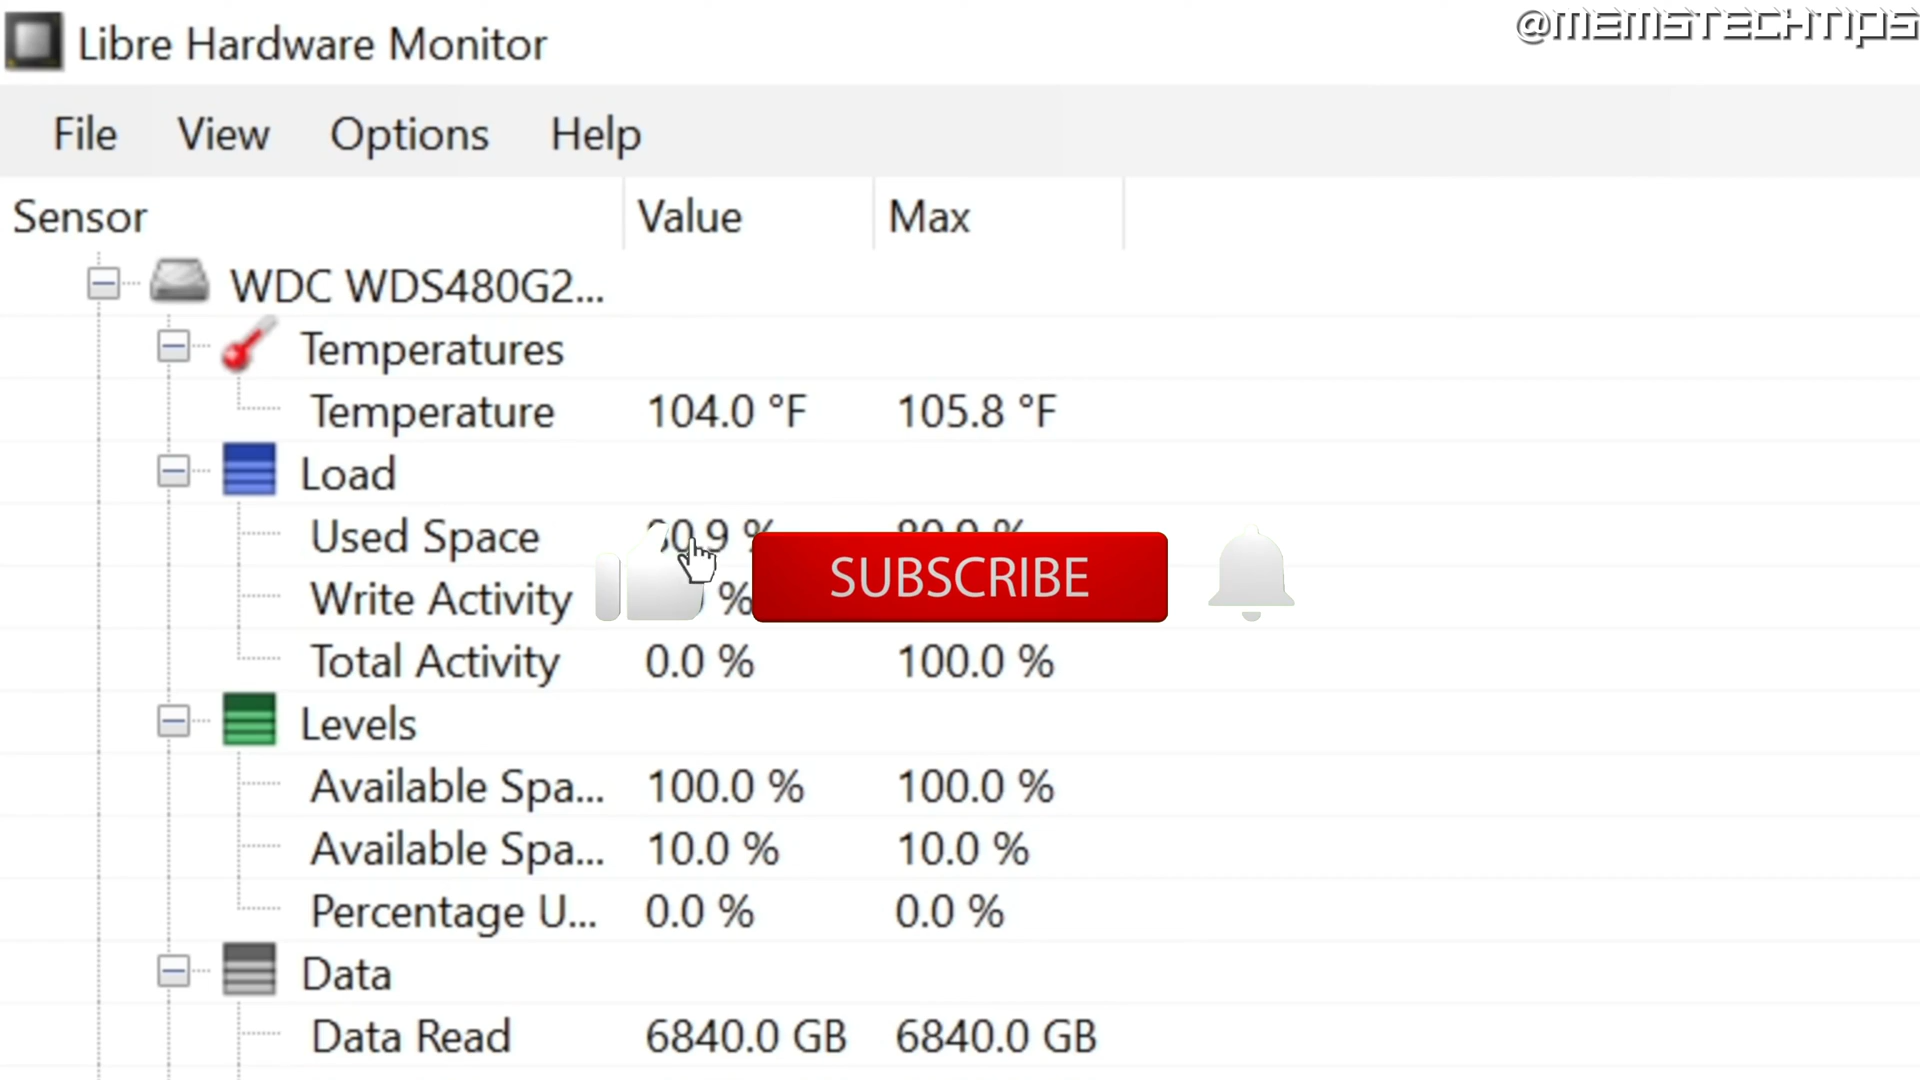 Libre Hardware Monitor
@MEMSTECHTIPS
File View Options Help
Sensor Value Max
WDC WDS480G2...
Temperatures
Temperature 104.0 °F 105.8 °F
Load
Used Space
Write Activity %
SUBSCRIBE
Total Activity 0.0 % 100.0 %
Levels
Available Spa... 100.0 % 100.0 %
Available Spa... 10.0 % 10.0 %
Percentage U... 0.0 % 0.0 %
Data
Data Read 6840.0 GB 6840.0 GB